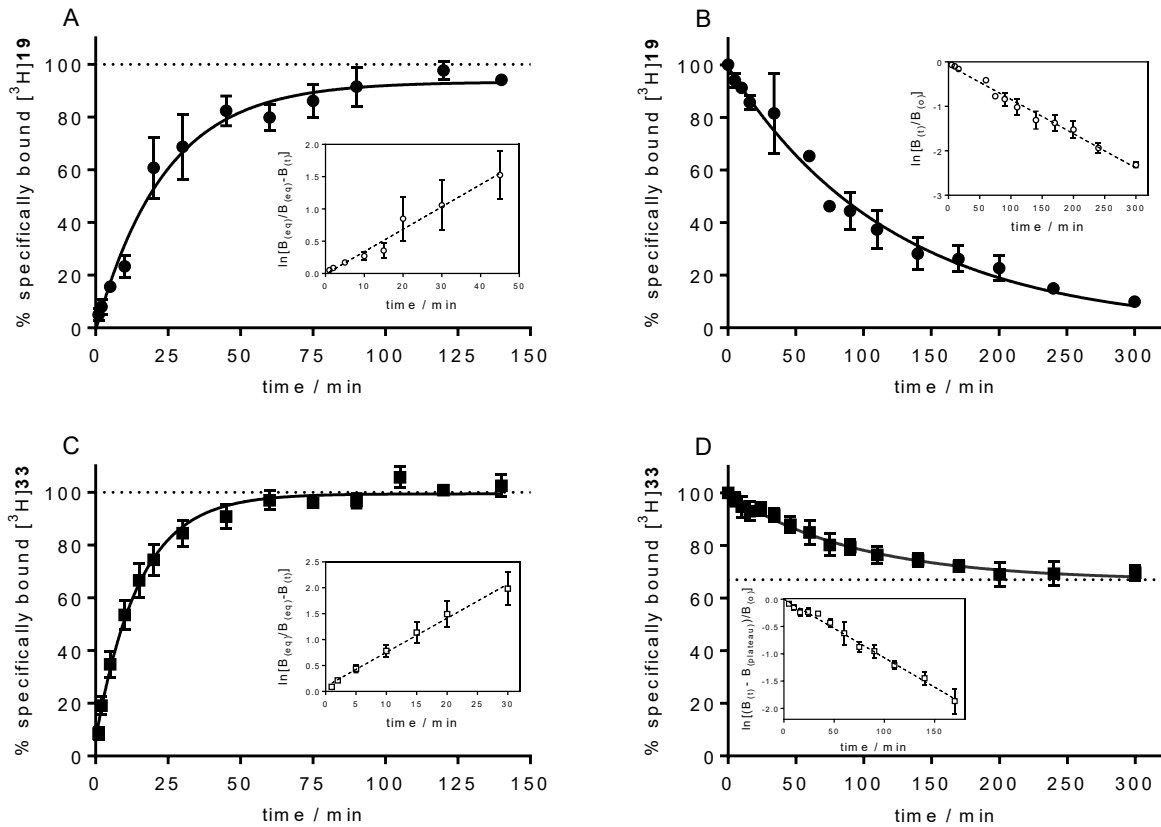 A
% specifically bound [³H]19
100
80
60
40
20
0
0 25 50 75 100 125 150
time / min
ln[B(eq)/B(eq)-B(t)]
2.0
1.5
1.0
0.5
0.0
0 10 20 30 40 50
time / min
B
% specifically bound [³H]19
100
80
60
40
20
0
0 50 100 150 200 250 300
time / min
ln[B(t)/B(o)]
0
-1
-2
-3
0 50 100 150 200 250 300
time / min
C
% specifically bound [³H]33
100
80
60
40
20
0
0 25 50 75 100 125 150
time / min
ln[B(eq)/B(eq)-B(t)]
2.5
2.0
1.5
1.0
0.5
0.0
0 5 10 15 20 25 30
time / min
D
% specifically bound [³H]33
100
80
60
40
20
0
0 50 100 150 200 250 300
time / min
ln[(B(t) - B(plateau))/B(o)]
0.0
-0.5
-1.0
-1.5
-2.0
0 50 100 150
time / min